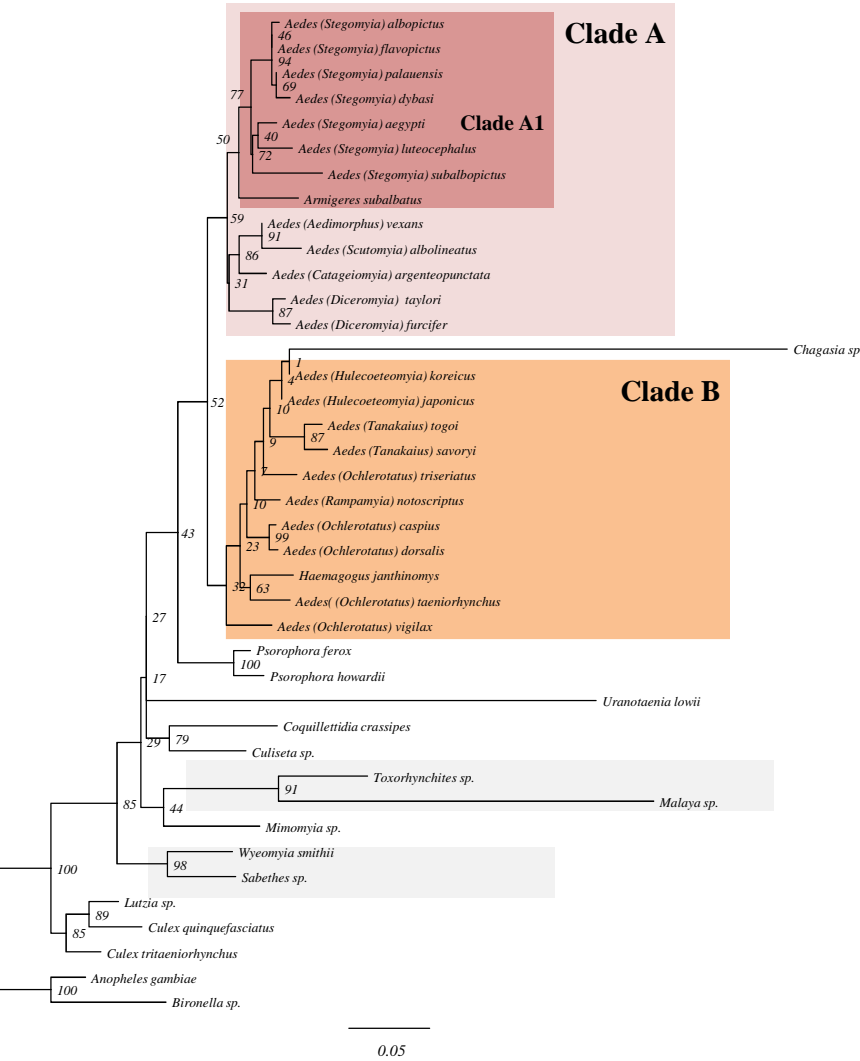 Aedes (Stegomyia) albopictus
Clade A
46
Aedes (Stegomyia) flavopictus
94
Aedes (Stegomyia) palauensis
69
77
Aedes (Stegomyia) dybasi
Aedes (Stegomyia) aegypti
Clade A1
40
50
Aedes (Stegomyia) luteocephalus
72
Aedes (Stegomyia) subalbopictus
Armigeres subalbatus
59
Aedes (Aedimorphus) vexans
91
Aedes (Scutomyia) albolineatus
86
Aedes (Catageiomyia) argenteopunctata
31
Aedes (Diceromyia) taylori
87
Aedes (Diceromyia) furcifer
Chagasia sp
1
4
Aedes (Hulecoeteomyia) koreicus
Clade B
52
Aedes (Hulecoeteomyia) japonicus
10
Aedes (Tanakaius) togoi
87
9
Aedes (Tanakaius) savoryi
7
Aedes (Ochlerotatus) triseriatus
Aedes (Rampamyia) notoscriptus
10
Aedes (Ochlerotatus) caspius
43
99
23
Aedes (Ochlerotatus) dorsalis
Haemagogus janthinomys
32
63
Aedes( (Ochlerotatus) taeniorhynchus
27
Aedes (Ochlerotatus) vigilax
Psorophora ferox
100
17
Psorophora howardii
Uranotaenia lowii
Coquillettidia crassipes
29
79
Culiseta sp.
Toxorhynchites sp.
91
85
44
Malaya sp.
Mimomyia sp.
Wyeomyia smithii
100
98
Sabethes sp.
Lutzia sp.
89
Culex quinquefasciatus
85
Culex tritaeniorhynchus
Anopheles gambiae
100
Bironella sp.
0.05